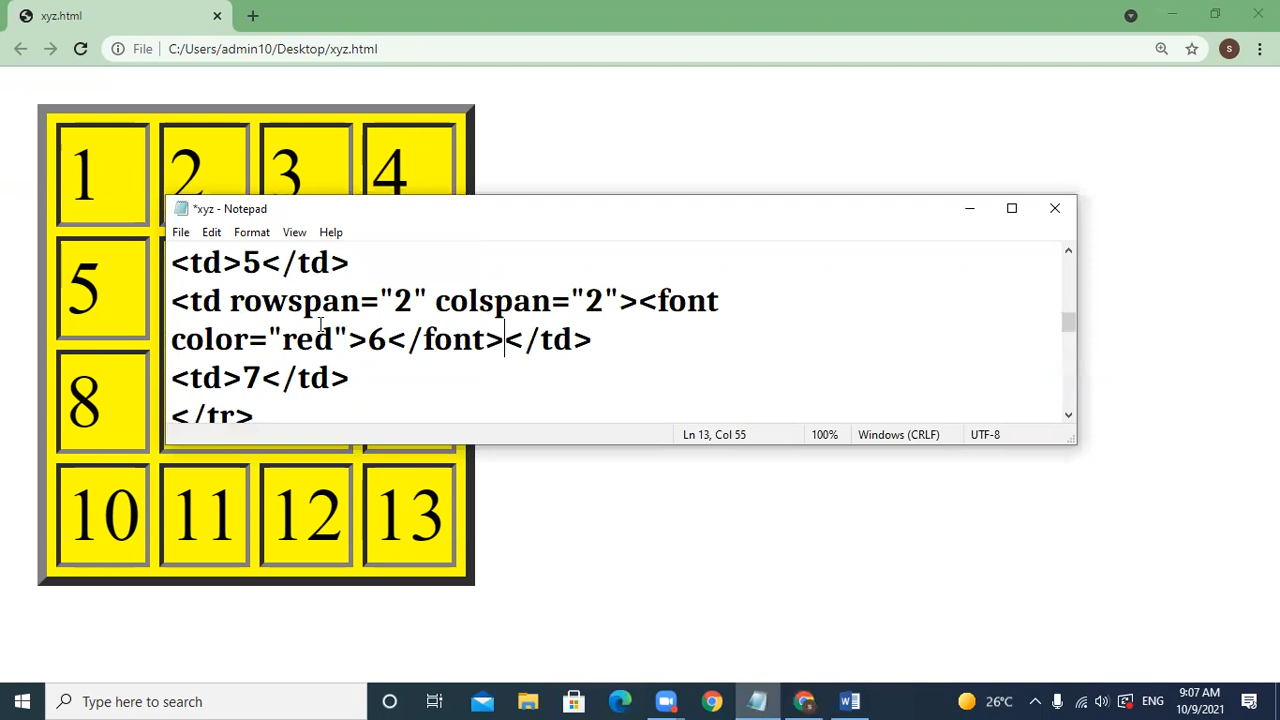 xyz.html
File C:/Users/admin10/Desktop/xyz.html
S
1 2 3 4
*xyz - Notepad
File Edit Format View Help
<td>5</td>
<td rowspan="2" colspan="2"><font
color="red">6</font></td>
<td>7</td>
</tr>
Ln 13, Col 55 100% Windows (CRLF) UTF-8
5
8
10 11 12 13
Type here to search
26°C ENG 9:07 AM
10/9/2021